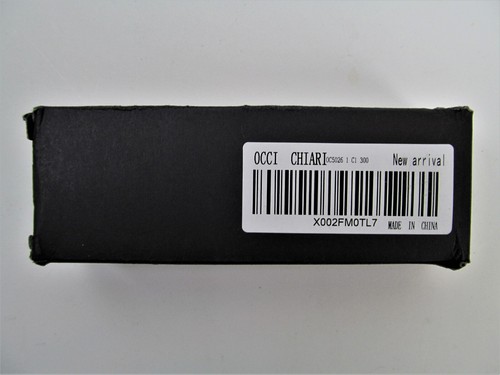 OCCI CHIARI OC5026 1 C1 300 New arrival
X002FM0TL7
MADE IN CHINA